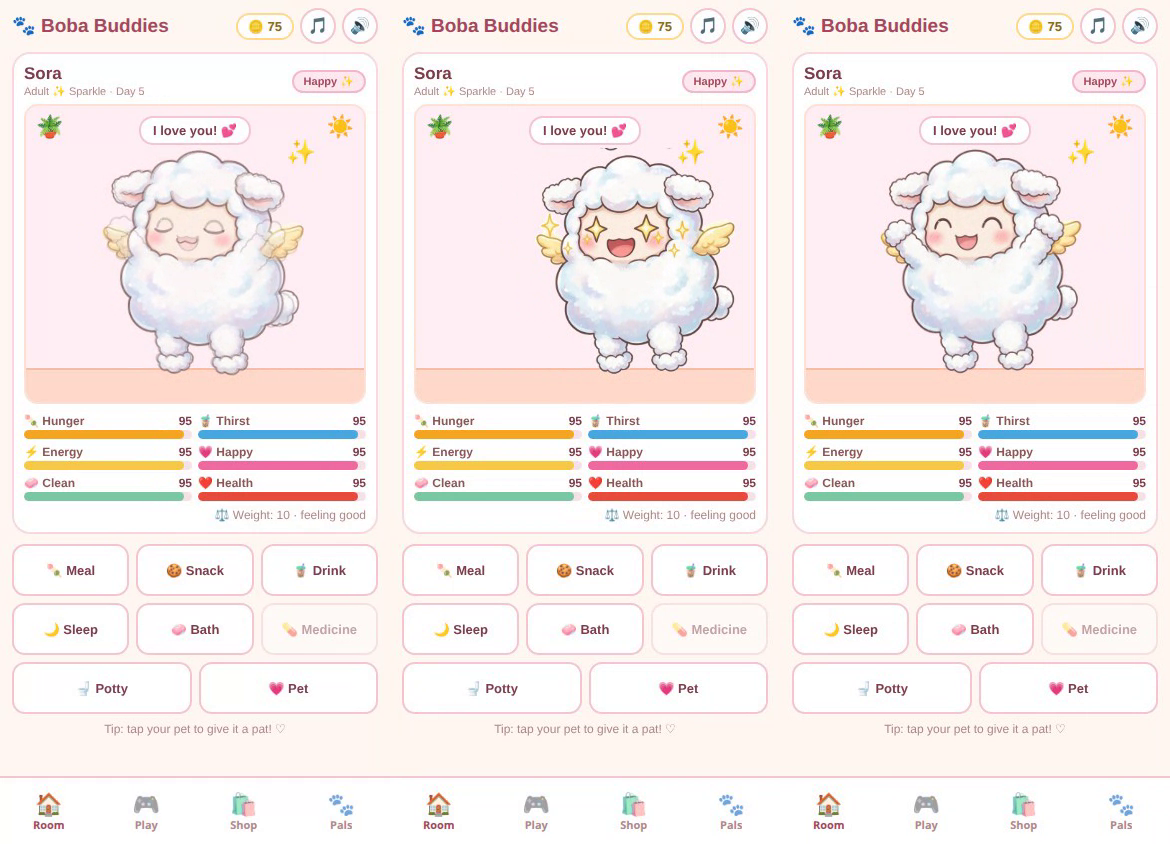 Boba Buddies
75
Sora
Adult ✨ Sparkle · Day 5
Happy ✨
I love you! 💕
Hunger 95
Thirst 95
Energy 95
Happy 95
Clean 95
Health 95
Weight: 10 · feeling good
Meal
Snack
Drink
Sleep
Bath
Medicine
Potty
Pet
Tip: tap your pet to give it a pat! ♡
Room
Play
Shop
Pals
Boba Buddies
75
Sora
Adult ✨ Sparkle · Day 5
Happy ✨
I love you! 💕
Hunger 95
Thirst 95
Energy 95
Happy 95
Clean 95
Health 95
Weight: 10 · feeling good
Meal
Snack
Drink
Sleep
Bath
Medicine
Potty
Pet
Tip: tap your pet to give it a pat! ♡
Room
Play
Shop
Pals
Boba Buddies
75
Sora
Adult ✨ Sparkle · Day 5
Happy ✨
I love you! 💕
Hunger 95
Thirst 95
Energy 95
Happy 95
Clean 95
Health 95
Weight: 10 · feeling good
Meal
Snack
Drink
Sleep
Bath
Medicine
Potty
Pet
Tip: tap your pet to give it a pat! ♡
Room
Play
Shop
Pals